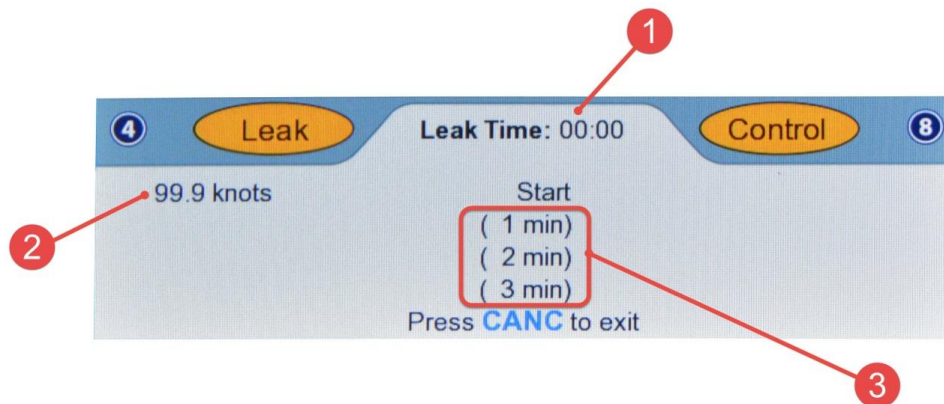 1
4 Leak Leak Time: 00:00 Control 8
99.9 knots Start
2
( 1 min)
( 2 min)
( 3 min)
Press CANC to exit
3